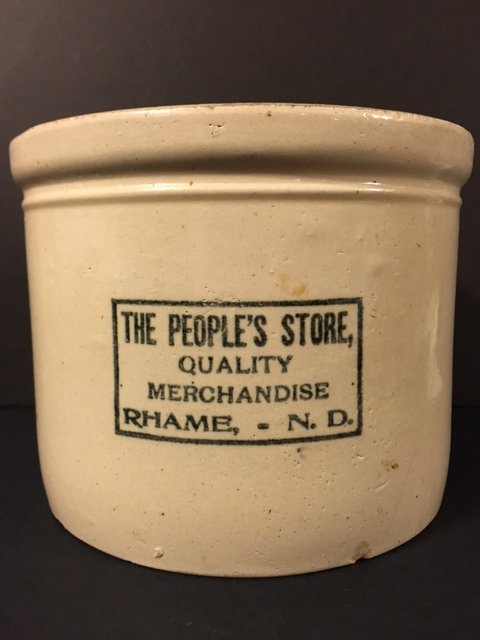 THE PEOPLE'S STORE,
QUALITY
MERCHANDISE
RHAME, - N. D.